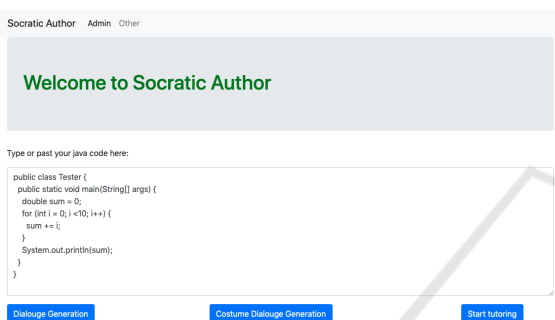 Socratic Author Admin Other
Welcome to Socratic Author
Type or past your java code here:
public class Tester {
public static void main(String[] args) {
double sum = 0;
for (int i = 0; i <10; i++) {
sum += i;
}
System.out.println(sum);
}
}
Dialouge Generation Costume Dialouge Generation Start tutoring